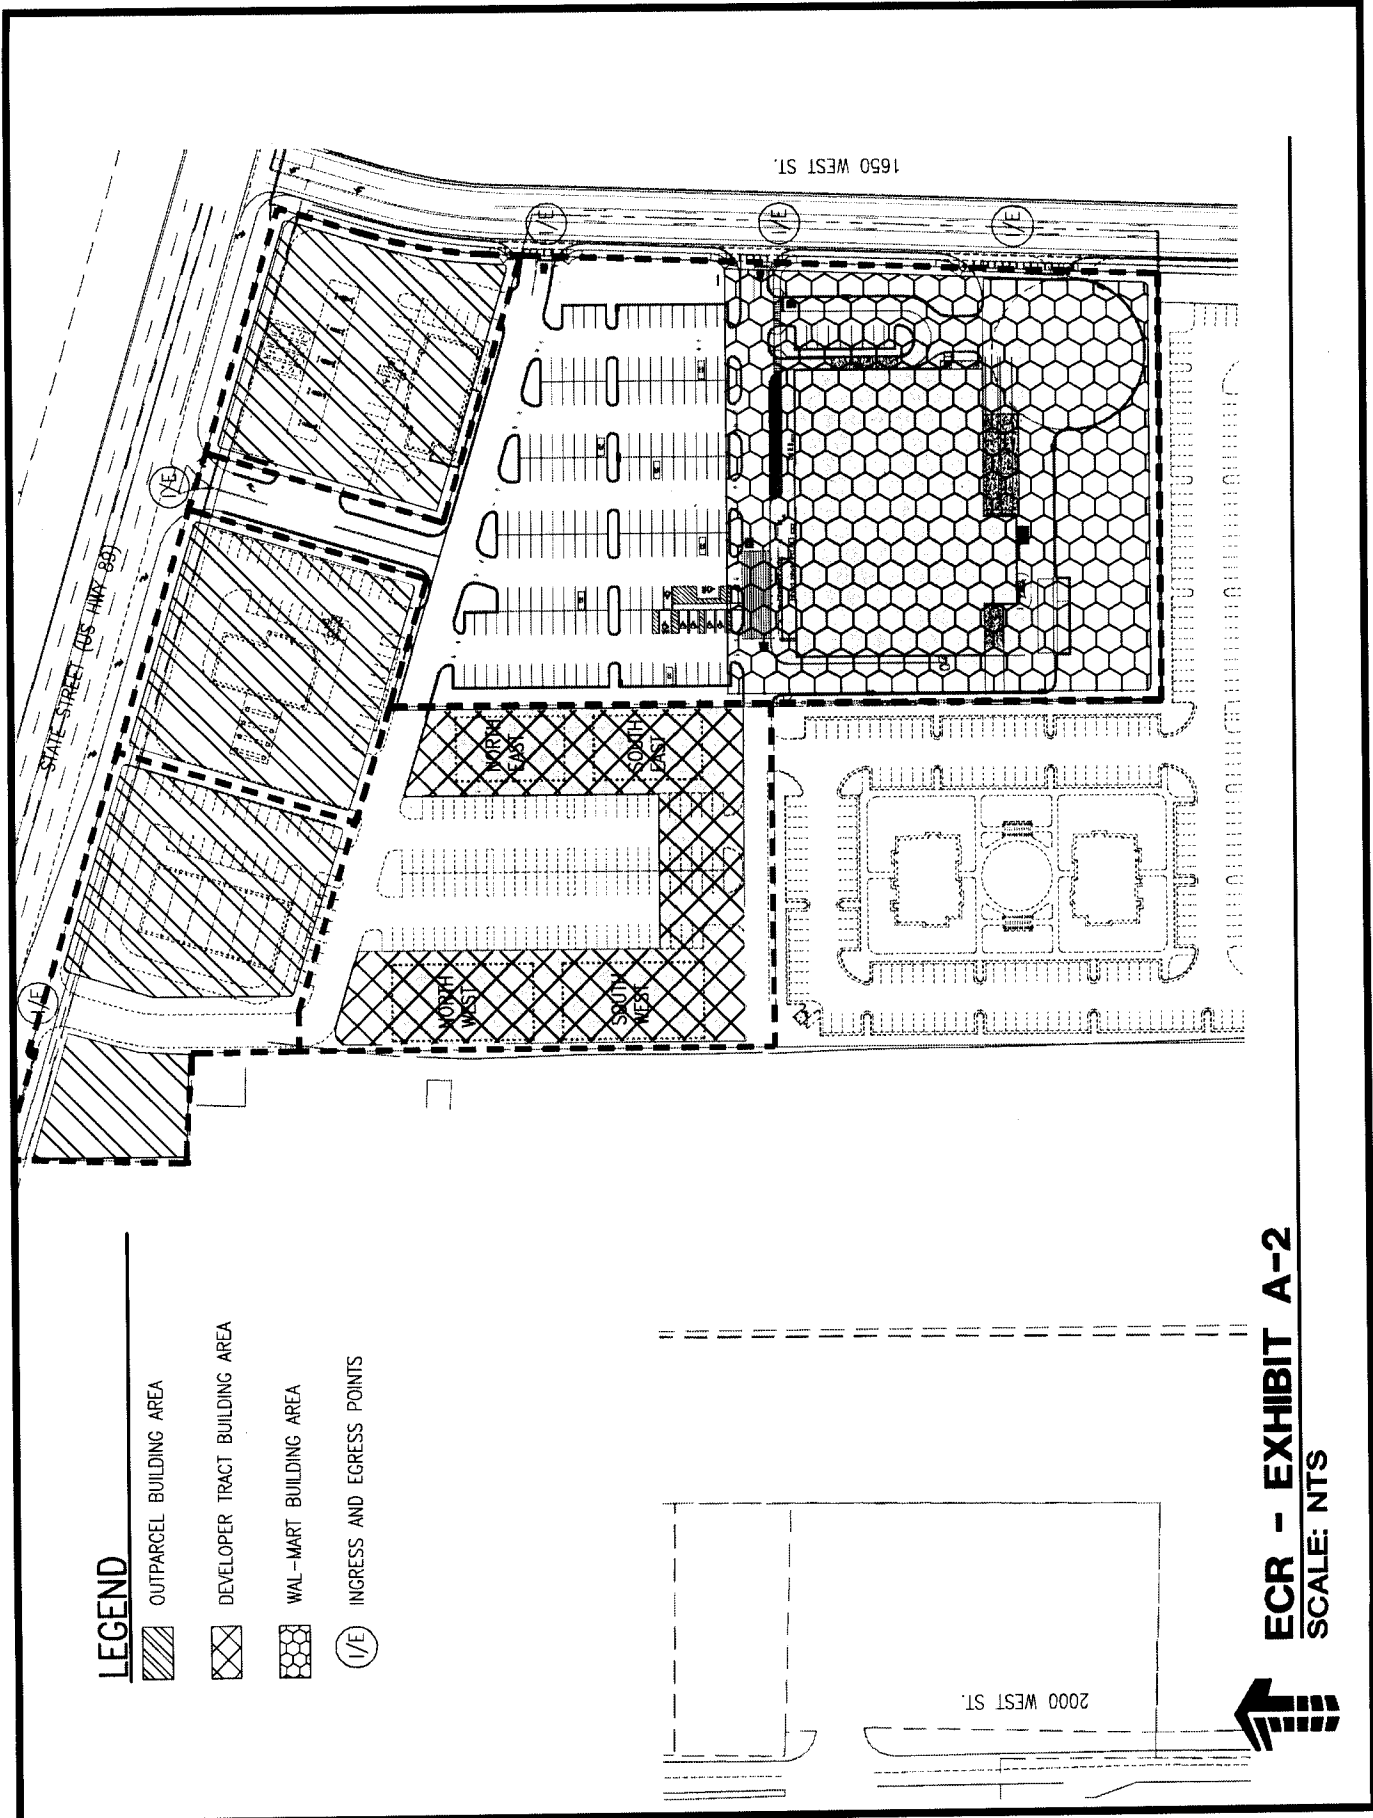 LEGEND
OUTPARCEL BUILDING AREA
DEVELOPER TRACT BUILDING AREA
WAL-MART BUILDING AREA
I/E INGRESS AND EGRESS POINTS
STATE STREET (US HWY 89)
I/E
I/E
I/E
I/E
I/E
1650 WEST ST.
NORTH
WEST
SOUTH
WEST
NORTH
EAST
SOUTH
EAST
2000 WEST ST.
ECR - EXHIBIT A-2
SCALE: NTS